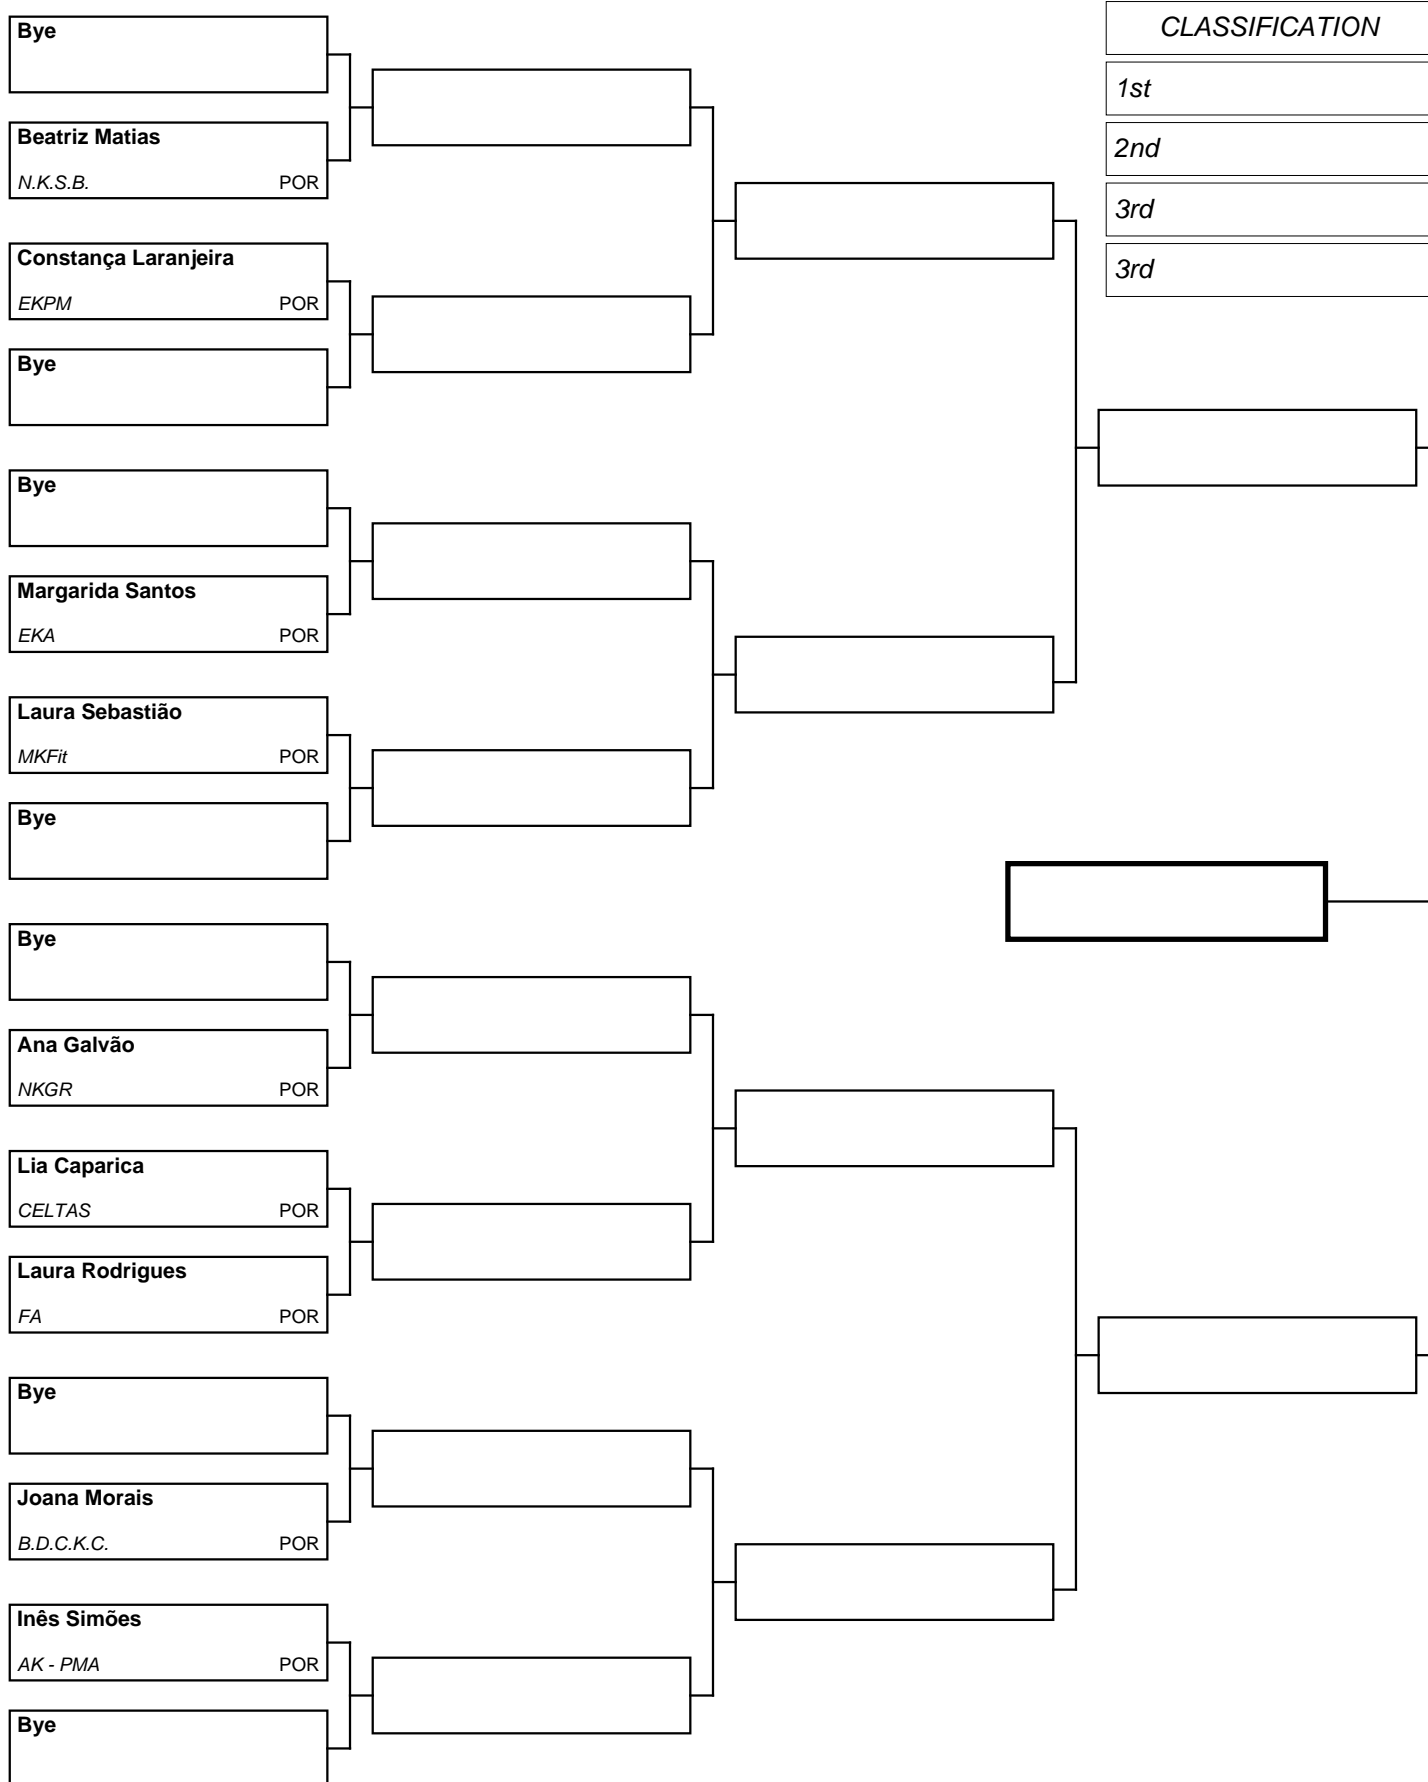 Bye
Beatriz Matias
N.K.S.B. POR
Constança Laranjeira
EKPM POR
Bye
Bye
Margarida Santos
EKA POR
Laura Sebastião
MKFit POR
Bye
Bye
Ana Galvão
NKGR POR
Lia Caparica
CELTAS POR
Laura Rodrigues
FA POR
Bye
Joana Morais
B.D.C.K.C. POR
Inês Simões
AK - PMA POR
Bye
CLASSIFICATION
1st
2nd
3rd
3rd